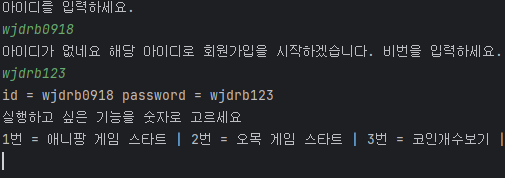 아이디를 입력하세요.
wjdrb0918
아이디가 없네요 해당 아이디로 회원가입을 시작하겠습니다. 비번을 입력하세요.
wjdrb123
id = wjdrb0918 password = wjdrb123
실행하고 싶은 기능을 숫자로 고르세요
1번 = 애니팡 게임 스타트 | 2번 = 오목 게임 스타트 | 3번 = 코인개수보기 |